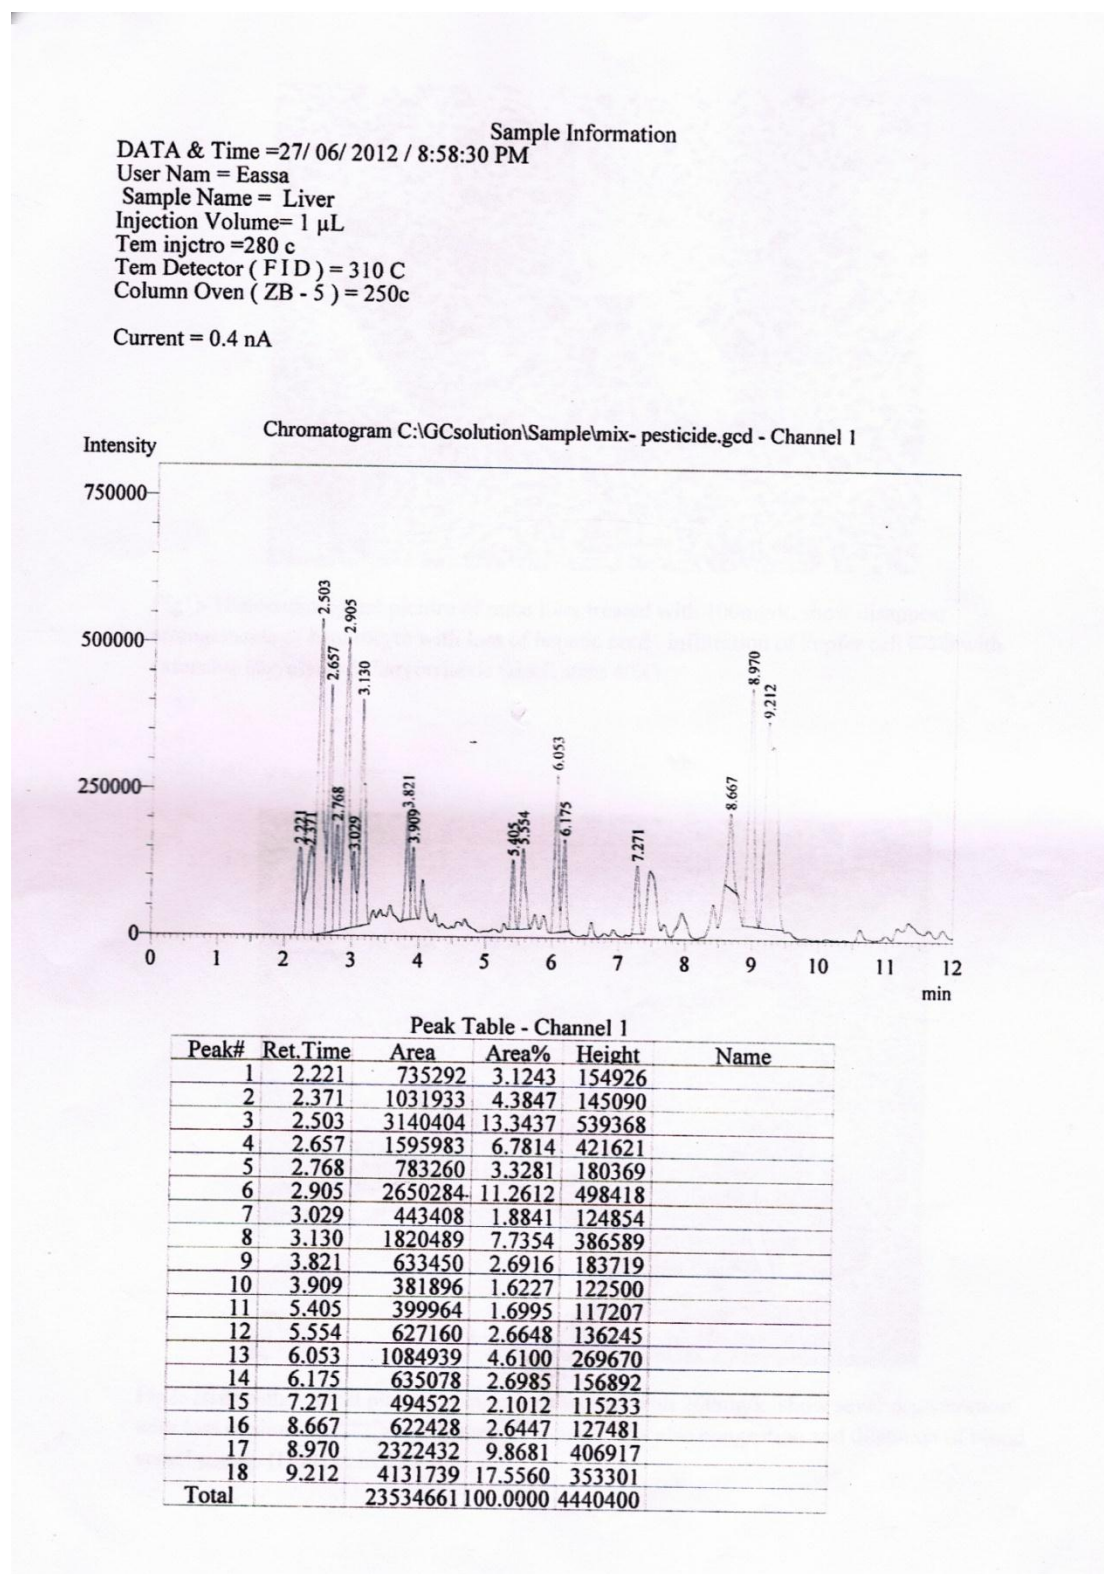 Sample Information
DATA & Time =27/ 06/ 2012 / 8:58:30 PM
User Nam = Eassa
Sample Name = Liver
Injection Volume= 1 µL
Tem injctro =280 c
Tem Detector ( F I D ) = 310 C
Column Oven ( ZB - 5 ) = 250c
Current = 0.4 nA
Chromatogram C:\GCsolution\Sample\mix- pesticide.gcd - Channel 1
Intensity
750000
500000
250000
0
2.221
2.371
2.503
2.657
2.768
2.905
3.029
3.130
3.821
3.909
5.405
5.554
6.053
6.175
7.271
8.667
8.970
9.212
0 1 2 3 4 5 6 7 8 9 10 11 12
min
Peak Table - Channel 1
Peak# Ret.Time Area Area% Height Name
1 2.221 735292 3.1243 154926
2 2.371 1031933 4.3847 145090
3 2.503 3140404 13.3437 539368
4 2.657 1595983 6.7814 421621
5 2.768 783260 3.3281 180369
6 2.905 2650284 11.2612 498418
7 3.029 443408 1.8841 124854
8 3.130 1820489 7.7354 386589
9 3.821 633450 2.6916 183719
10 3.909 381896 1.6227 122500
11 5.405 399964 1.6995 117207
12 5.554 627160 2.6648 136245
13 6.053 1084939 4.6100 269670
14 6.175 635078 2.6985 156892
15 7.271 494522 2.1012 115233
16 8.667 622428 2.6447 127481
17 8.970 2322432 9.8681 406917
18 9.212 4131739 17.5560 353301
Total 23534661 100.0000 4440400